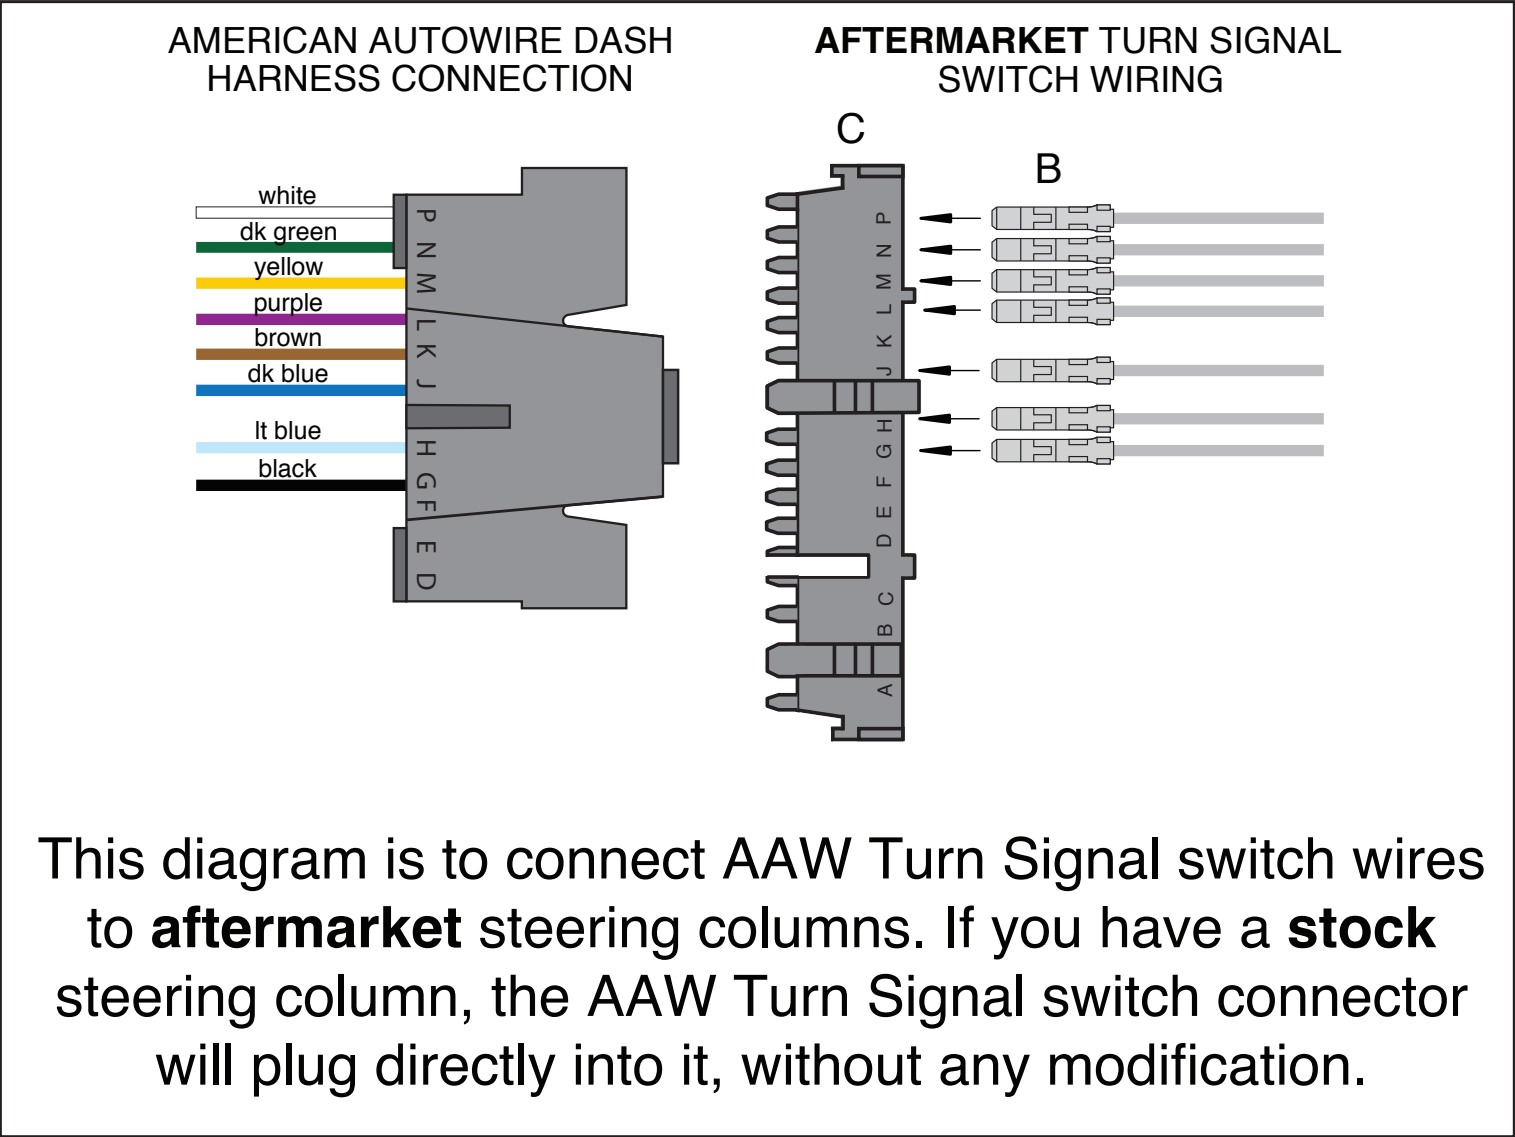 AMERICAN AUTOWIRE DASH
HARNESS CONNECTION
AFTERMARKET TURN SIGNAL
SWITCH WIRING
C
B
white
dk green
yellow
purple
brown
dk blue
lt blue
black
P
N
M
L
K
J
H
G
F
E
D
P
N
M
L
K
J
H
G
F
E
D
C
B
A
This diagram is to connect AAW Turn Signal switch wires
to aftermarket steering columns. If you have a stock
steering column, the AAW Turn Signal switch connector
will plug directly into it, without any modification.